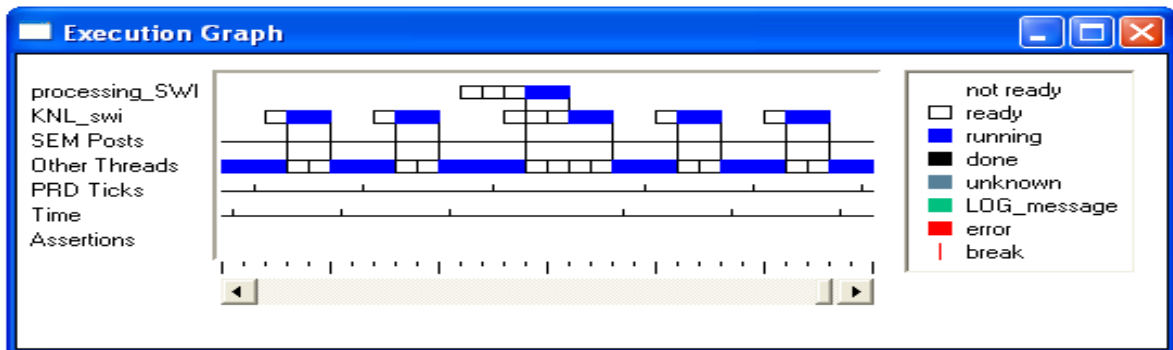 Execution Graph
processing_SWI
KNL_swi
SEM Posts
Other Threads
PRD Ticks
Time
Assertions
not ready
ready
running
done
unknown
LOG_message
error
break